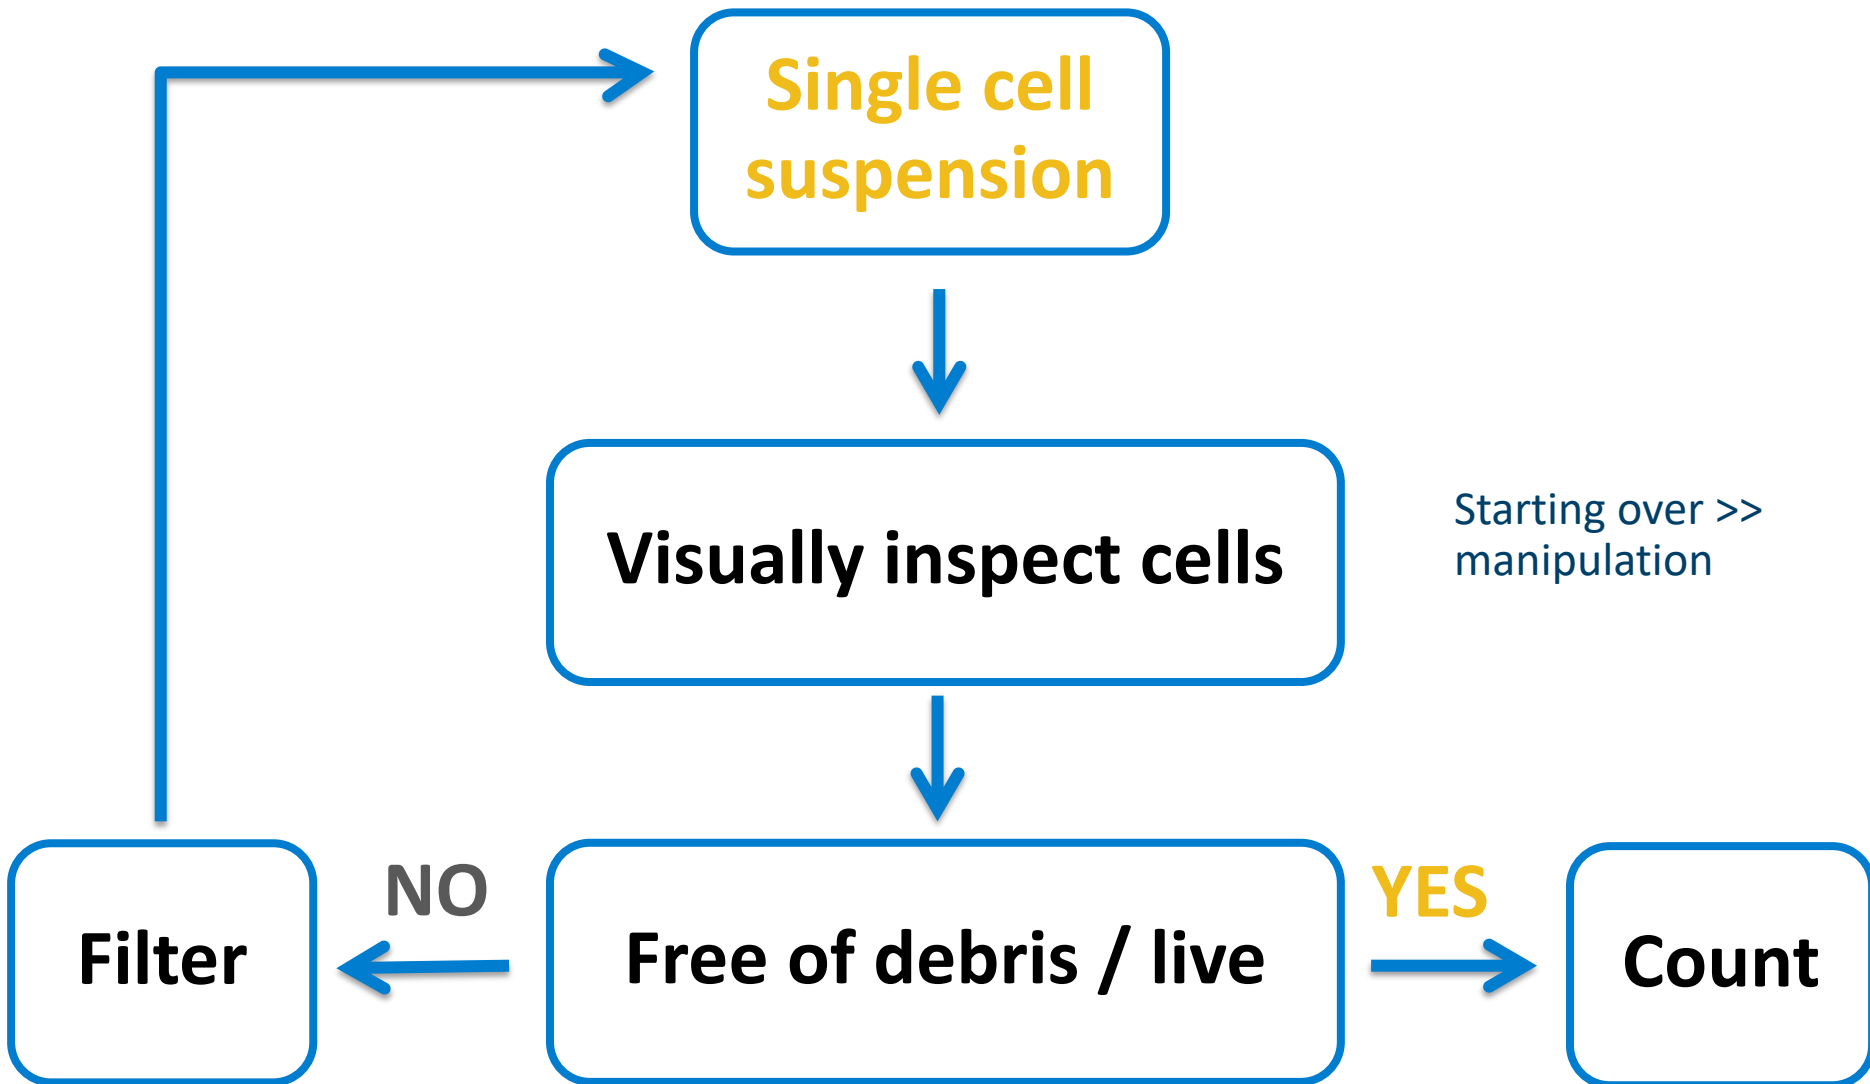 Single cell
suspension
Visually inspect cells
Starting over >>
manipulation
NO
YES
Filter
Free of debris / live
Count